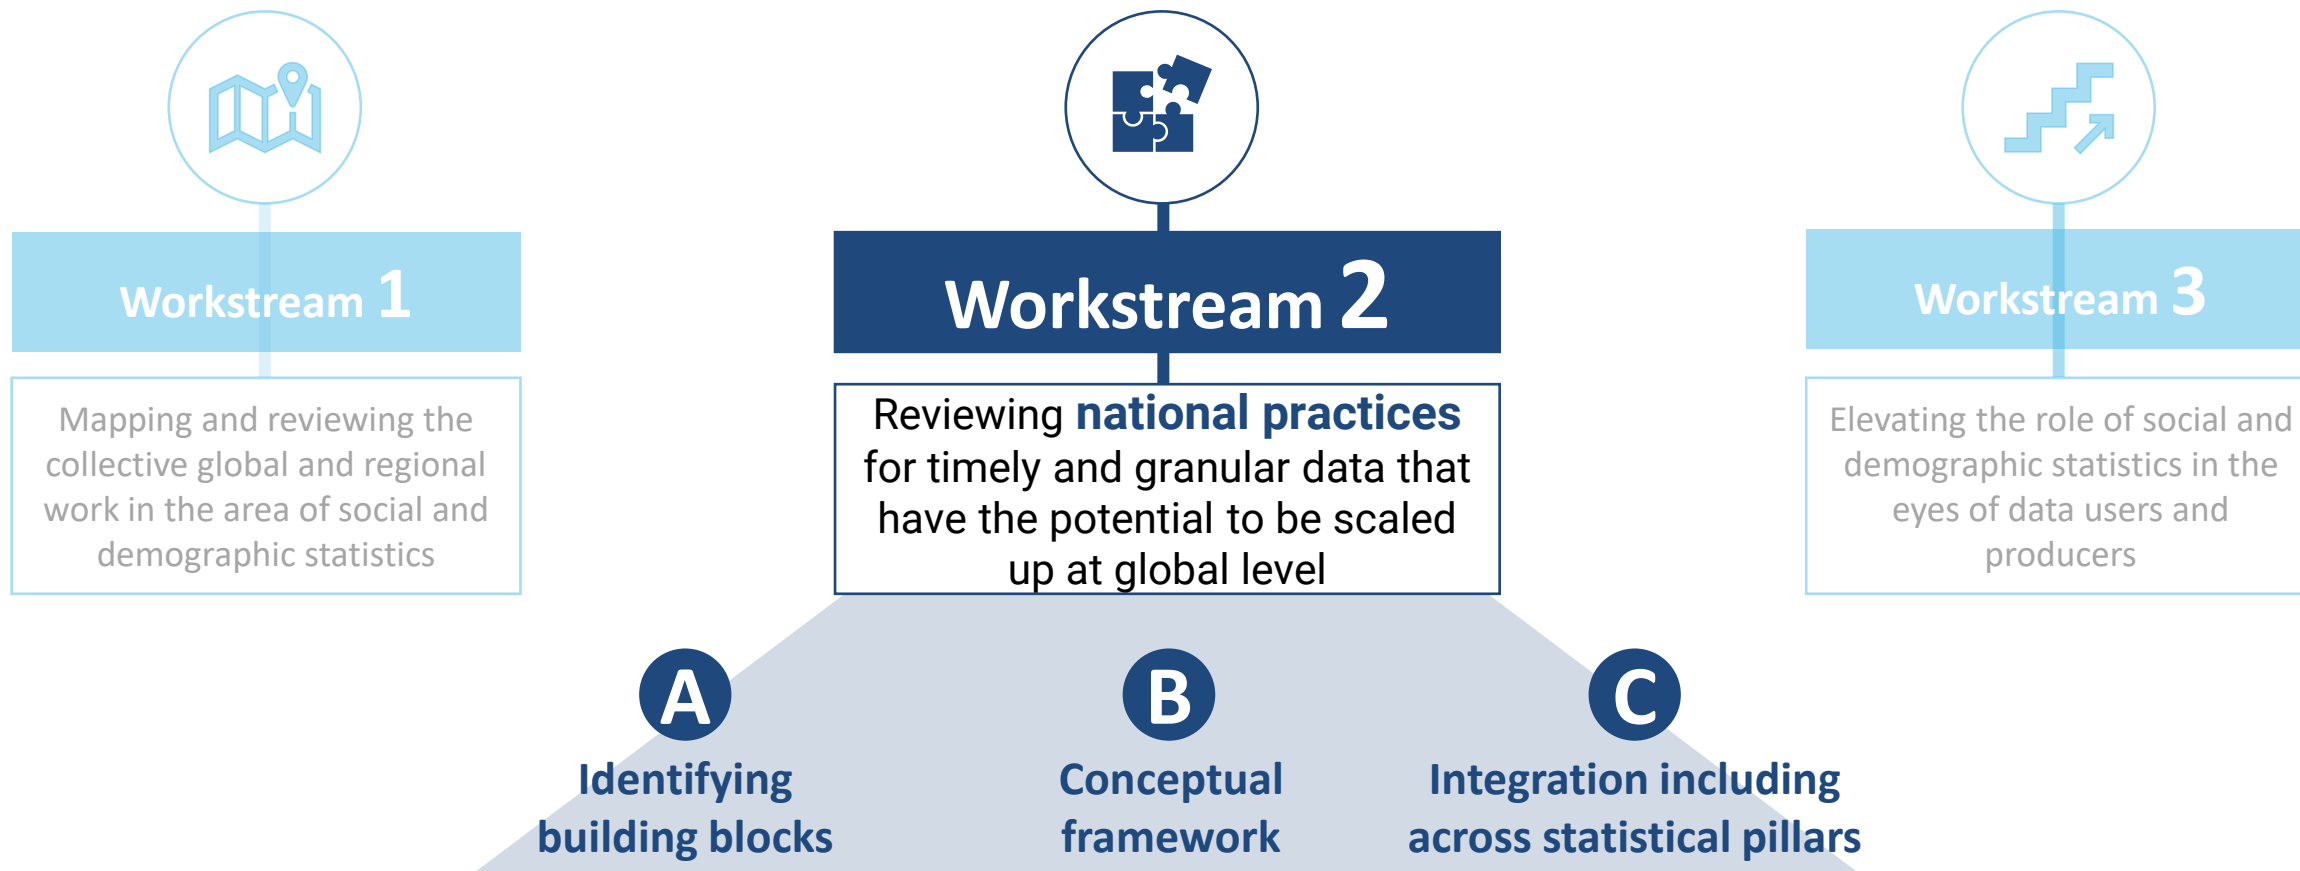 Workstream 1
Mapping and reviewing the
collective global and regional
work in the area of social and
demographic statistics
Workstream 2
Reviewing national practices
for timely and granular data that
have the potential to be scaled
up at global level
Workstream 3
Elevating the role of social and
demographic statistics in the
eyes of data users and
producers
A
Identifying
building blocks
B
Conceptual
framework
C
Integration including
across statistical pillars